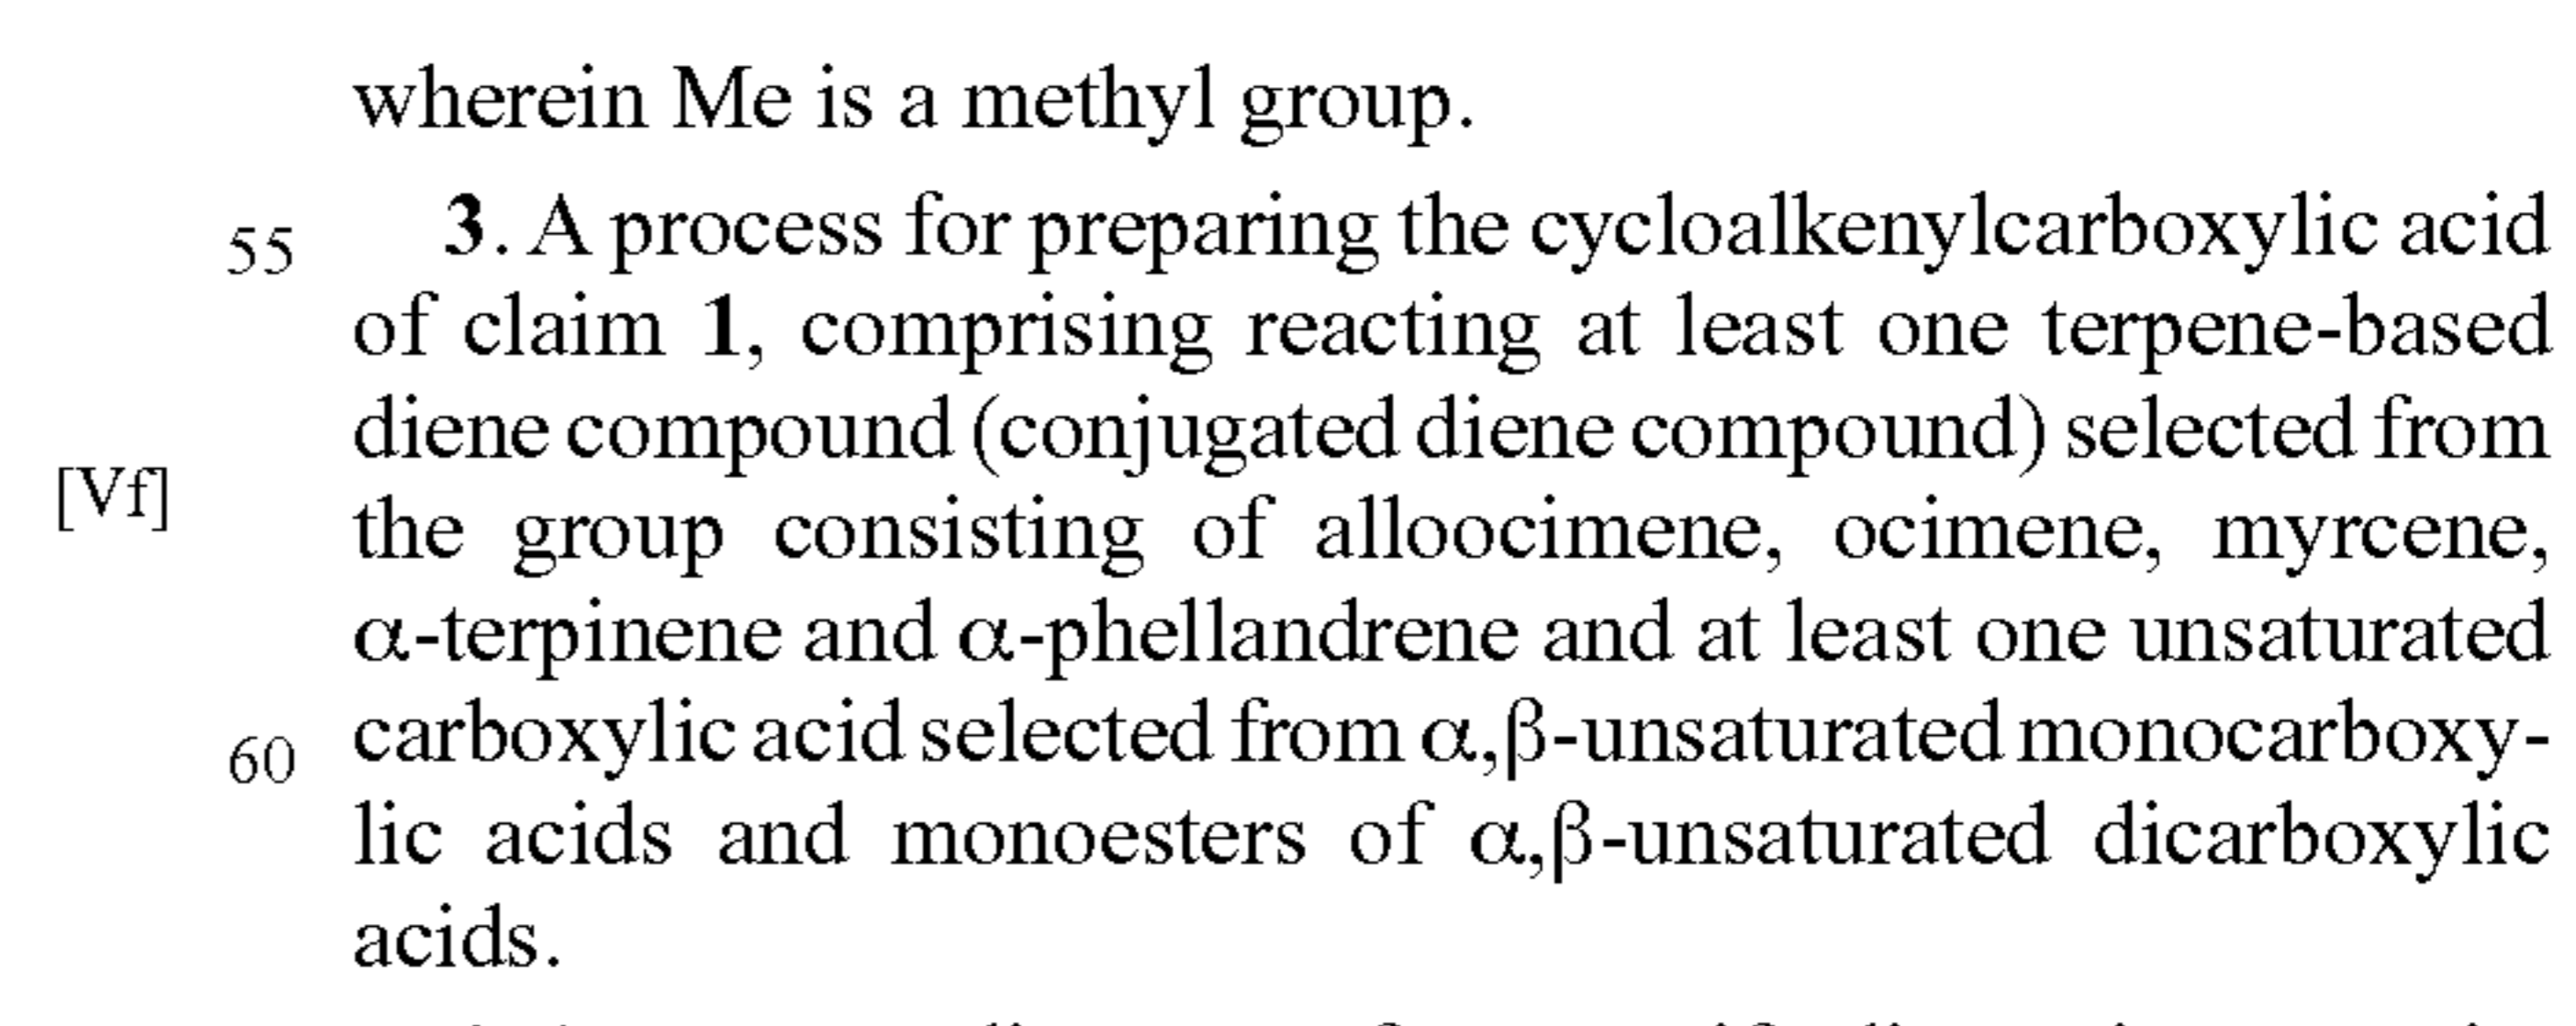 wherein Me is a methyl group.
55 3. A process for preparing the cycloalkenylcarboxylic acid
of claim 1, comprising reacting at least one terpene-based
diene compound (conjugated diene compound) selected from
[Vf] the group consisting of alloocimene, ocimene, myrcene,
α-terpinene and α-phellandrene and at least one unsaturated
60 carboxylic acid selected from α,β-unsaturated monocarboxy-
lic acids and monoesters of α,β-unsaturated dicarboxylic
acids.